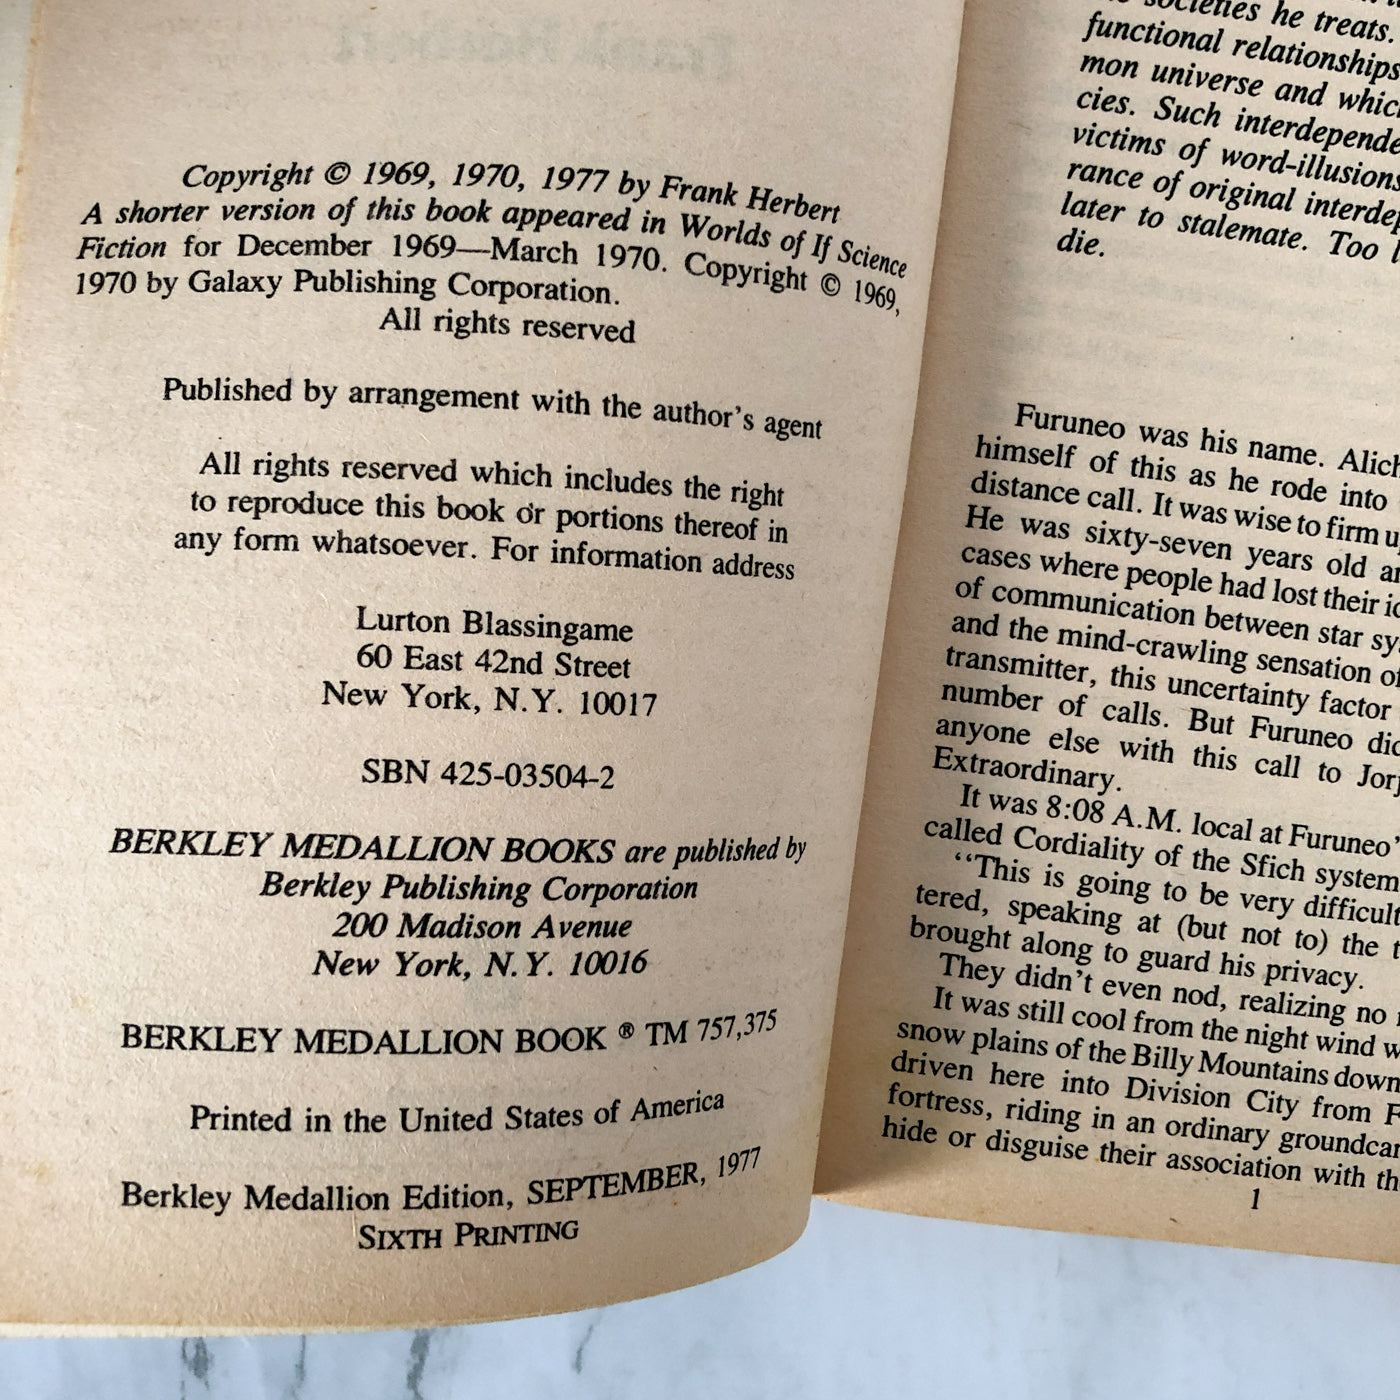 Copyright © 1969, 1970, 1977 by Frank Herbert
A shorter version of this book appeared in Worlds of If Science
Fiction for December 1969—March 1970. Copyright © 1969,
1970 by Galaxy Publishing Corporation.
All rights reserved
Published by arrangement with the author's agent
All rights reserved which includes the right
to reproduce this book or portions thereof in
any form whatsoever. For information address
Lurton Blassingame
60 East 42nd Street
New York, N.Y. 10017
SBN 425-03504-2
BERKLEY MEDALLION BOOKS are published by
Berkley Publishing Corporation
200 Madison Avenue
New York, N.Y. 10016
BERKLEY MEDALLION BOOK ® TM 757,375
Printed in the United States of America
Berkley Medallion Edition, SEPTEMBER, 1977
SIXTH PRINTING
societies he treats.
functional relationships
mon universe and which
cies. Such interdepende
victims of word-illusions
rance of original interdep
later to stalemate. Too l
die.
Furuneo was his name. Alich
himself of this as he rode into
distance call. It was wise to firm u
He was sixty-seven years old a
cases where people had lost their i
of communication between star sy
and the mind-crawling sensation of
transmitter, this uncertainty factor
number of calls. But Furuneo did
anyone else with this call to Jor
Extraordinary.
It was 8:08 A.M. local at Furuneo'
called Cordiality of the Sfich system
"This is going to be very difficult
tered, speaking at (but not to) the t
brought along to guard his privacy.
They didn't even nod, realizing no
It was still cool from the night wind w
snow plains of the Billy Mountains down
driven here into Division City from F
fortress, riding in an ordinary groundcar
hide or disguise their association with th
1